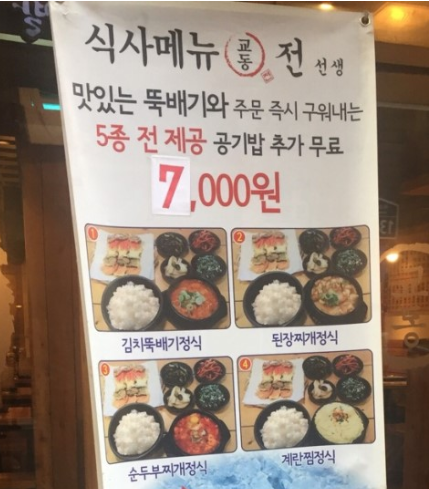 식사메뉴 교동 전 선생
맛있는 뚝배기와 주문 즉시 구워내는
5종 전 제공 공기밥 추가 무료
7,000원
1 2
김치뚝배기정식 된장찌개정식
3 4
순두부찌개정식 계란찜정식